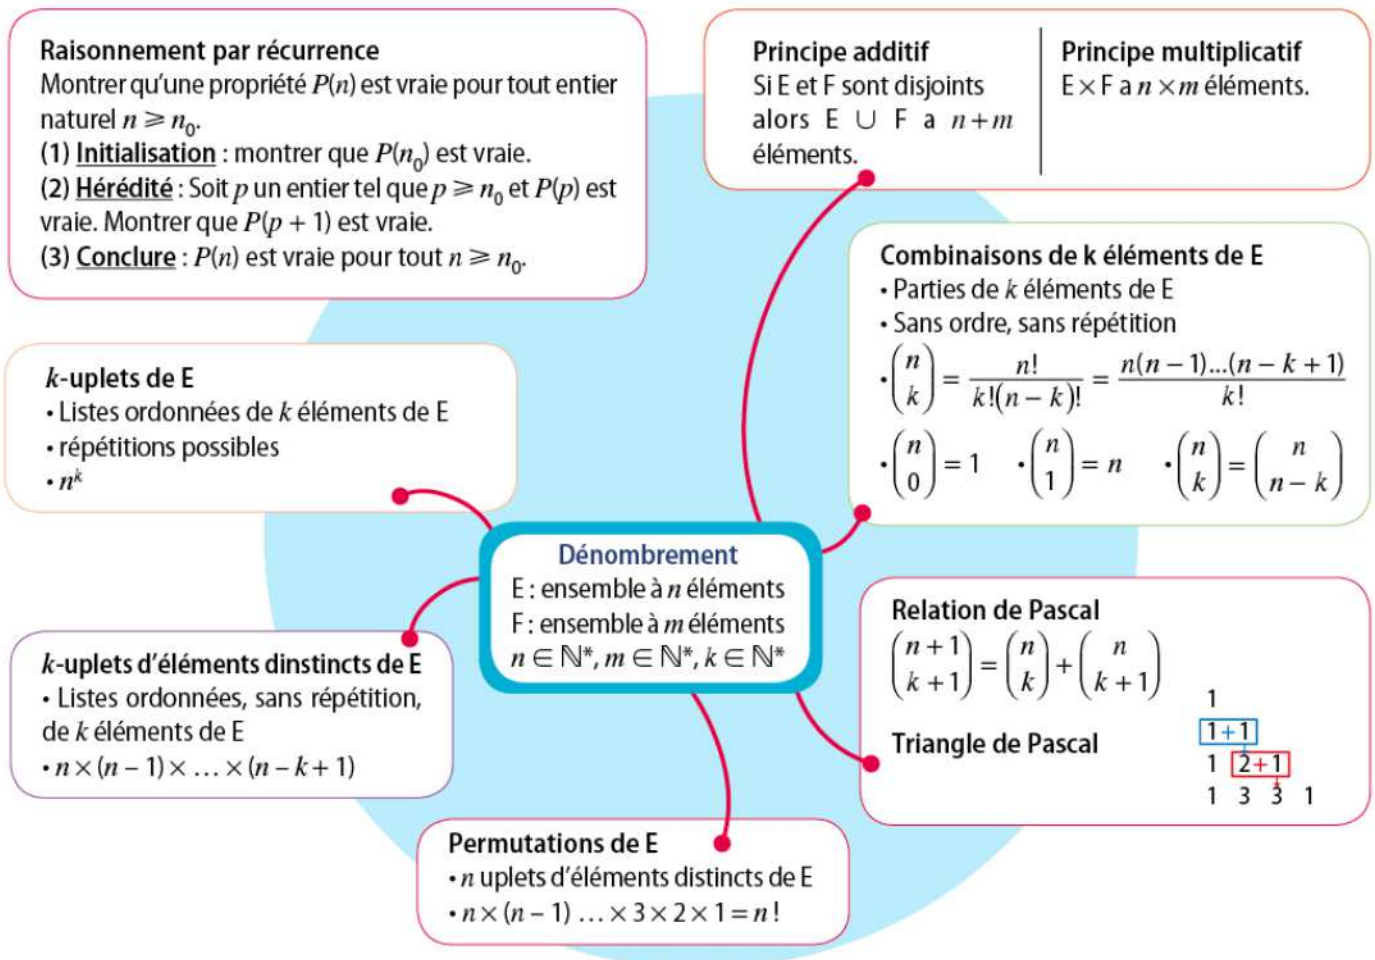 Raisonnement par récurrence
Montrer qu'une propriété P(n) est vraie pour tout entier
naturel n ⩾ n₀.
(1) Initialisation : montrer que P(n₀) est vraie.
(2) Hérédité : Soit p un entier tel que p ⩾ n₀ et P(p) est
vraie. Montrer que P(p + 1) est vraie.
(3) Conclure : P(n) est vraie pour tout n ⩾ n₀.
Principe additif
Si E et F sont disjoints
alors E ∪ F a n+m
éléments.
Principe multiplicatif
E × F a n × m éléments.
Combinaisons de k éléments de E
• Parties de k éléments de E
• Sans ordre, sans répétition
• (n k) = n! / k!(n – k)! = n(n – 1)...(n – k + 1) / k!
• (n 0) = 1 • (n 1) = n • (n k) = (n n – k)
k-uplets de E
• Listes ordonnées de k éléments de E
• répétitions possibles
• nᵏ
Dénombrement
E : ensemble à n éléments
F : ensemble à m éléments
n ∈ ℕ*, m ∈ ℕ*, k ∈ ℕ*
k-uplets d'éléments dinstincts de E
• Listes ordonnées, sans répétition,
de k éléments de E
• n × (n – 1) × … × (n – k + 1)
Relation de Pascal
(n + 1 k + 1) = (n k) + (n k + 1)
Triangle de Pascal
1
1 + 1
1 2 + 1
1 3 3 1
Permutations de E
• n uplets d'éléments distincts de E
• n × (n – 1) … × 3 × 2 × 1 = n !